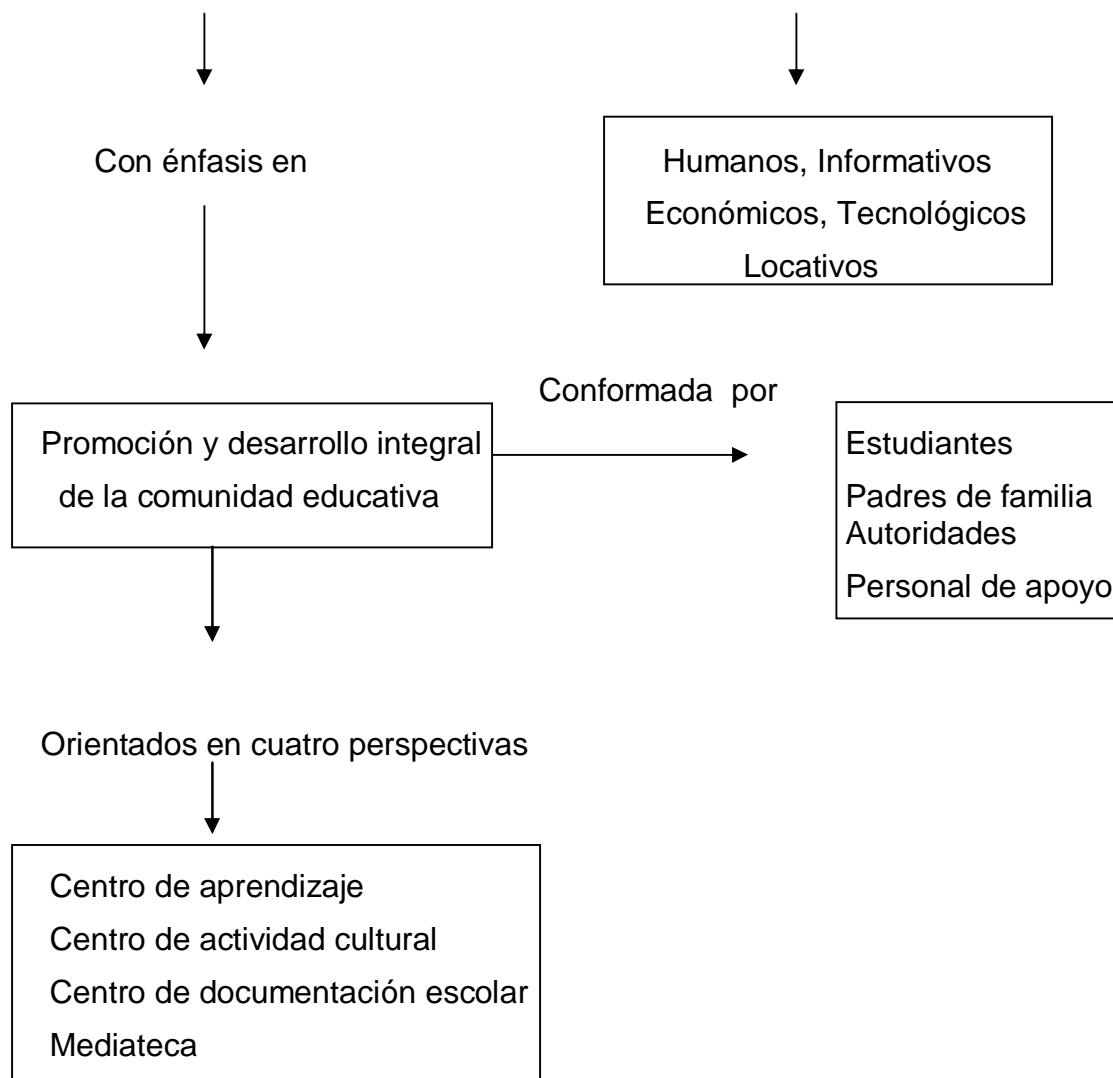 Con énfasis en
Humanos, Informativos
Económicos, Tecnológicos
Locativos
Conformada por
Promoción y desarrollo integral
de la comunidad educativa
Estudiantes
Padres de familia
Autoridades
Personal de apoyo
Orientados en cuatro perspectivas
Centro de aprendizaje
Centro de actividad cultural
Centro de documentación escolar
Mediateca